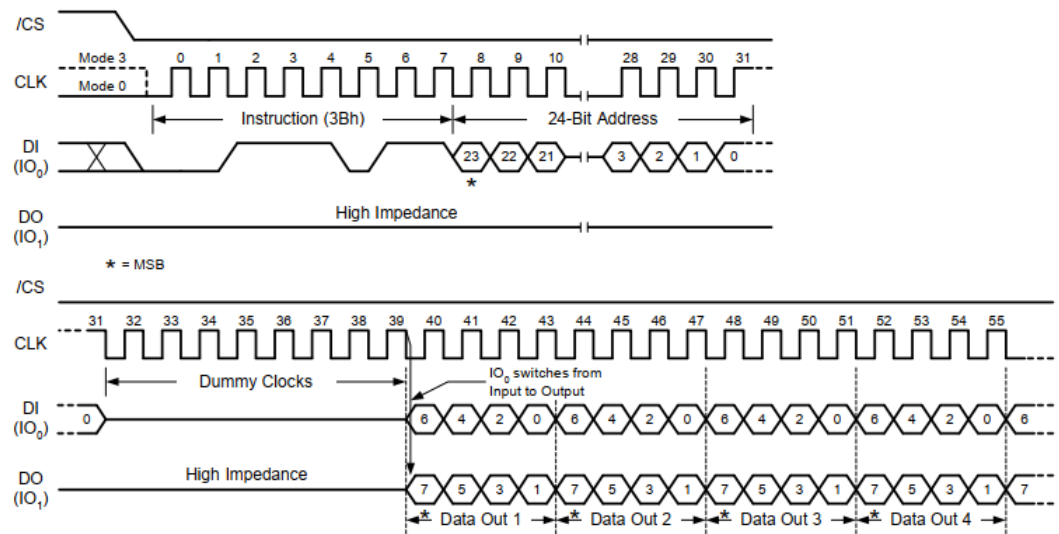 /CS
Mode 3 0 1 2 3 4 5 6 7 8 9 10 28 29 30 31
CLK
Mode 0
Instruction (3Bh) 24-Bit Address
DI
(IO0) 23 22 21 3 2 1 0
*
DO High Impedance
(IO1)
* = MSB
/CS
31 32 33 34 35 36 37 38 39 40 41 42 43 44 45 46 47 48 49 50 51 52 53 54 55
CLK
Dummy Clocks
IO0 switches from
Input to Output
DI
(IO0) 0 6 4 2 0 6 4 2 0 6 4 2 0 6 4 2 0 6
DO High Impedance
(IO1) 7 5 3 1 7 5 3 1 7 5 3 1 7 5 3 1 7
* Data Out 1 * Data Out 2 * Data Out 3 * Data Out 4